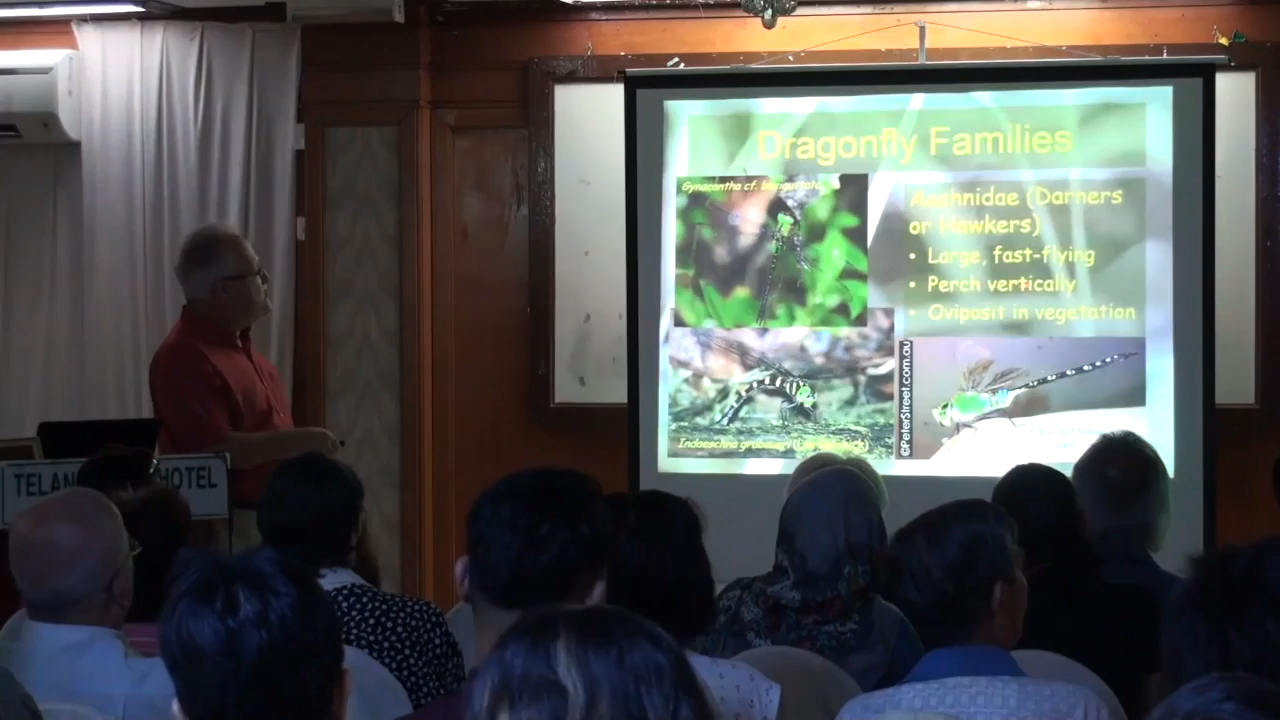 Dragonfly Families
Gynacantha cf.
Aeshnidae (Darners
or Hawkers)
• Large, fast-flying
• Perch vertically
• Oviposit in vegetation
©PeterStreet.com.au
Indaeschna grubaueri
TELAN HOTEL